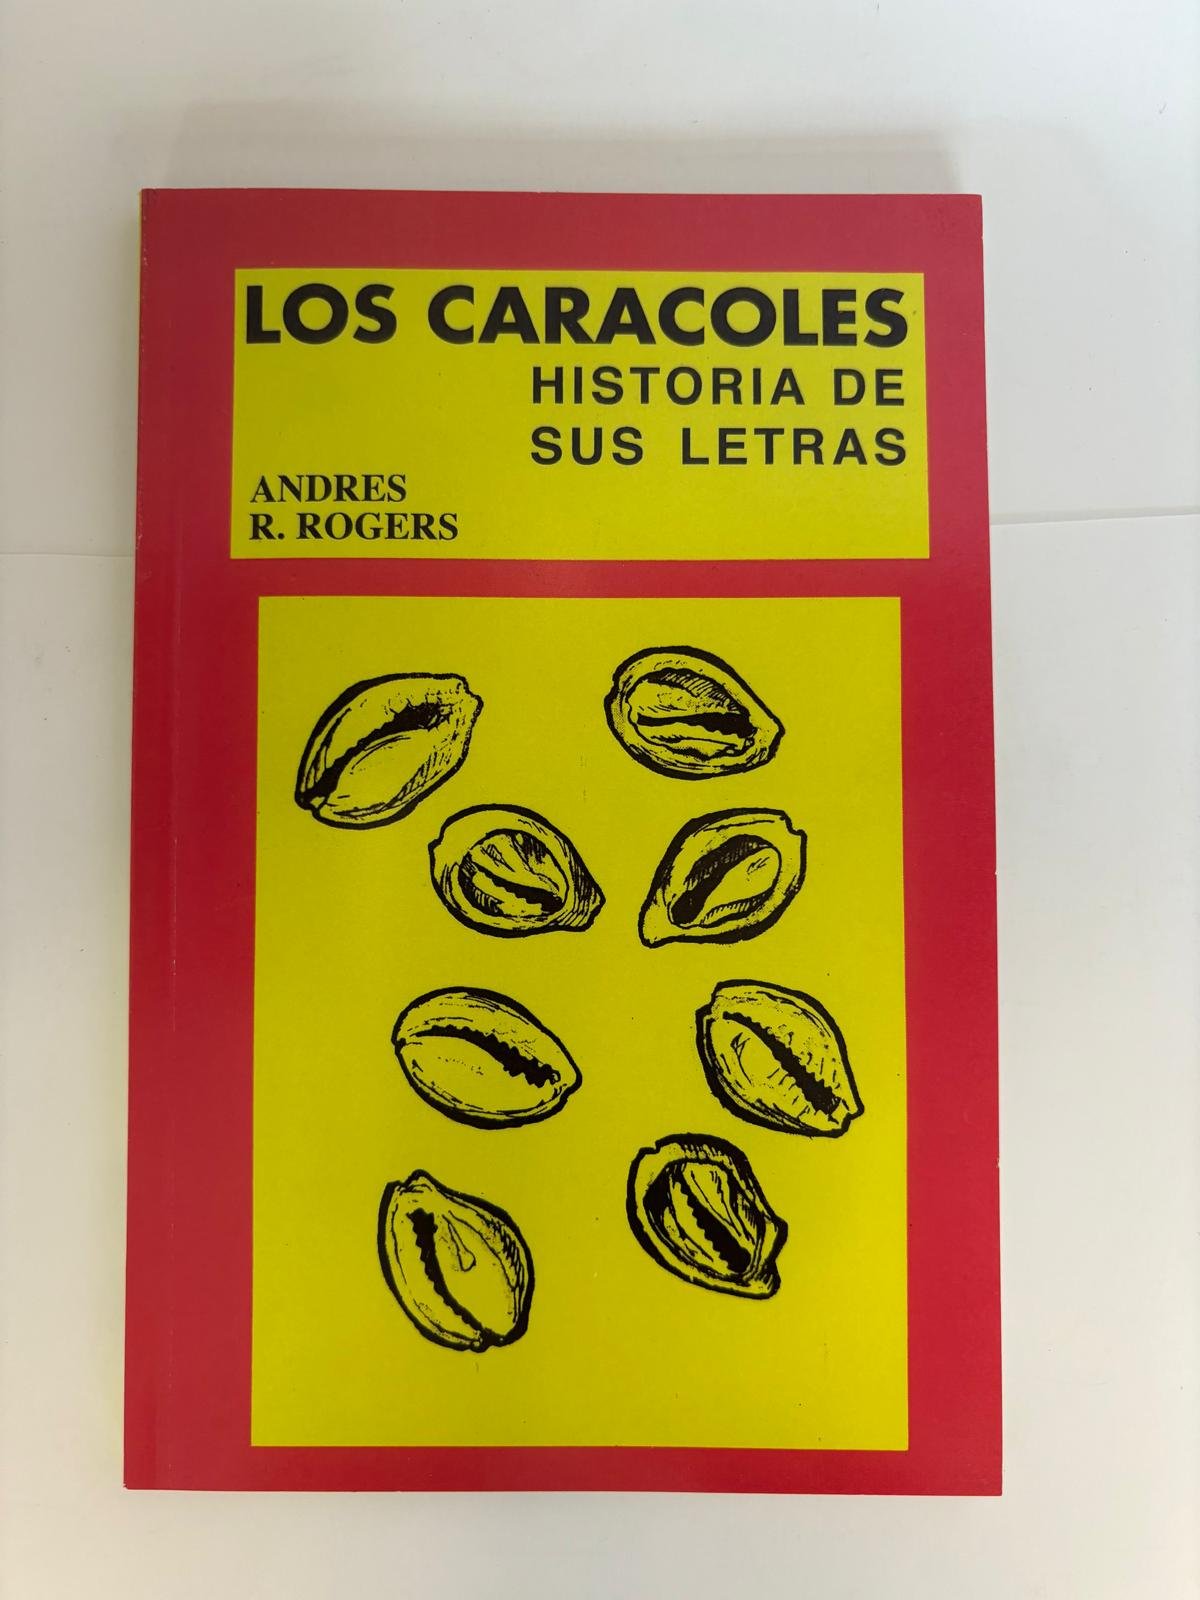 LOS CARACOLES
HISTORIA DE
SUS LETRAS
ANDRES
R. ROGERS